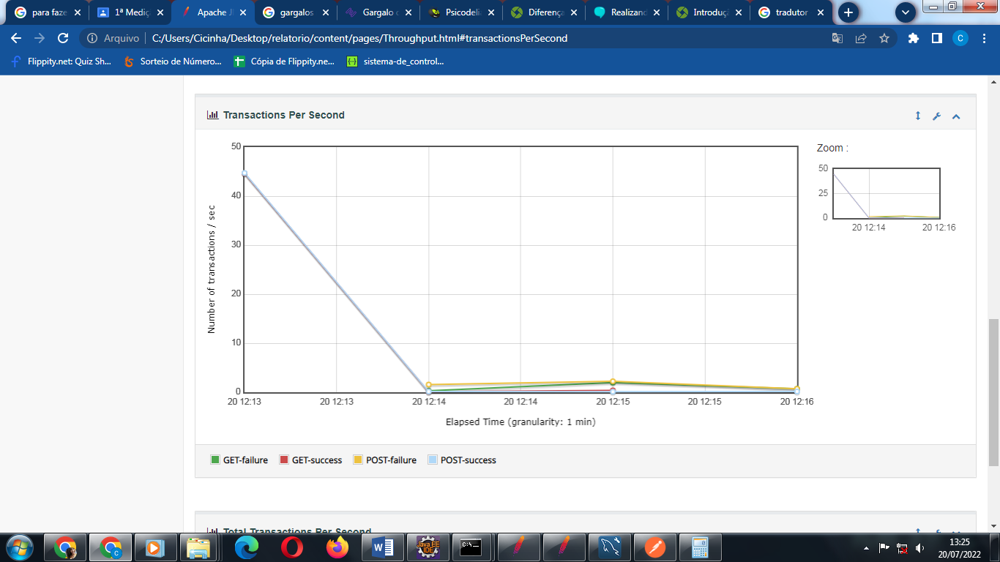 para faze
1ª Mediç
Apache J
gargalos
Gargalo
Psicodeli
Diferença
Realizand
Introduçã
tradutor
Arquivo
C:/Users/Cicinha/Desktop/relatorio/content/pages/Throughput.html#transactionsPerSecond
C
Flippity.net: Quiz Sh...
Sorteio de Número...
Cópia de Flippity.ne...
sistema-de_control...
Transactions Per Second
Zoom :
50
40
30
20
10
0
Number of transactions / sec
20 12:13
20 12:13
20 12:14
20 12:14
20 12:15
20 12:15
20 12:16
Elapsed Time (granularity: 1 min)
50
25
0
20 12:14
20 12:16
GET-failure
GET-success
POST-failure
POST-success
Total Transactions Per Second
Java EE
IDE
C:\_
13:25
20/07/2022